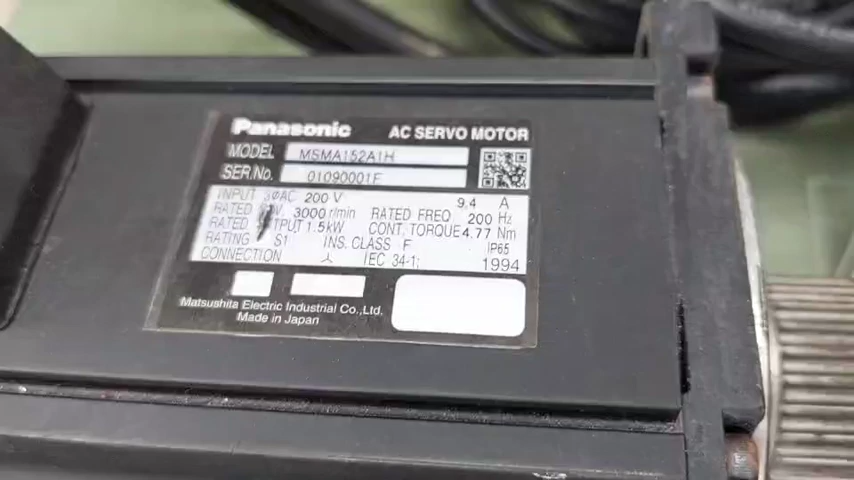 Panasonic AC SERVO MOTOR
MODEL MSMA152A1H
SER.No. 01090001F
INPUT 3ØAC 200 V 9.4 A
RATED V. 3000 r/min RATED FREQ 200 Hz
RATED TPUT 1.5kW CONT. TORQUE 4.77 Nm
RATING S1 INS. CLASS F IP65
CONNECTION IEC 34-1; 1994
Matsushita Electric Industrial Co.,Ltd.
Made in Japan